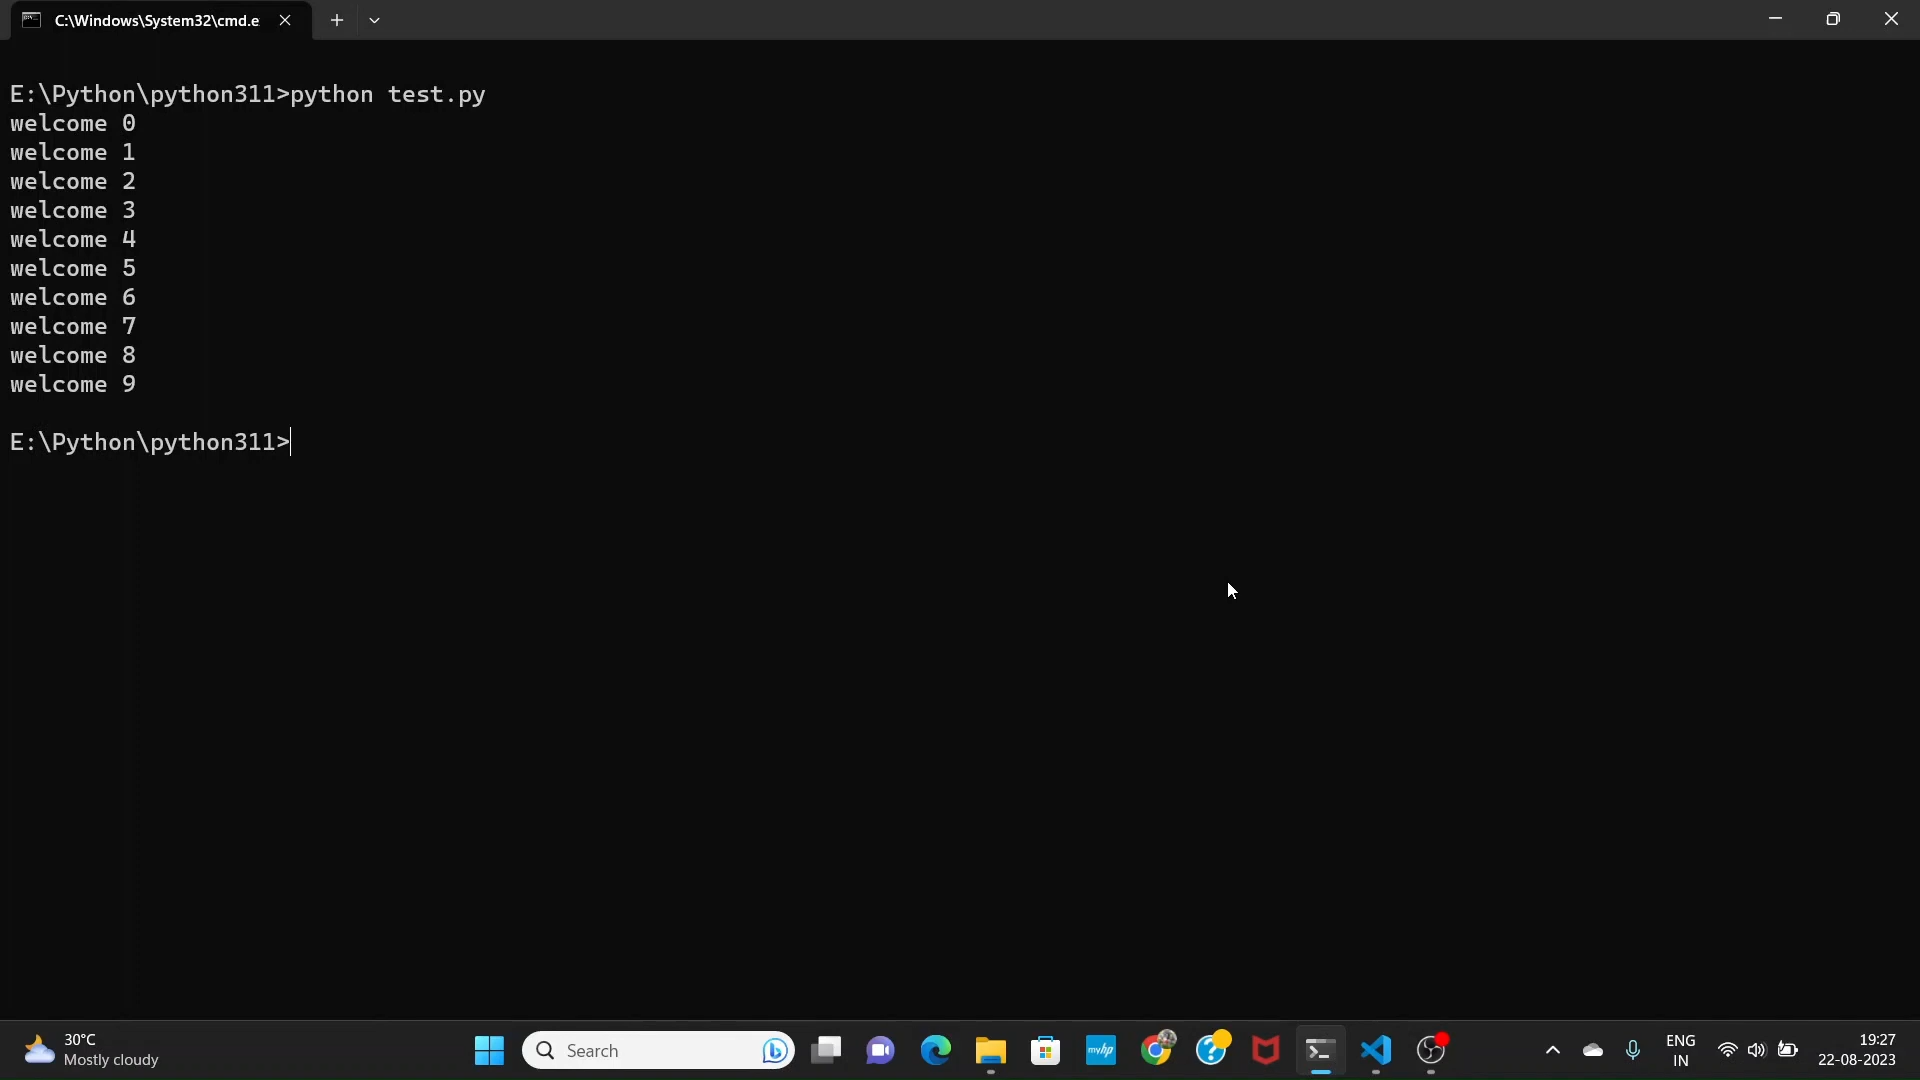 C:\Windows\System32\cmd.e
E:\Python\python311>python test.py
welcome 0
welcome 1
welcome 2
welcome 3
welcome 4
welcome 5
welcome 6
welcome 7
welcome 8
welcome 9
E:\Python\python311>
30°C
Mostly cloudy
Search
myhp
ENG
IN
19:27
22-08-2023